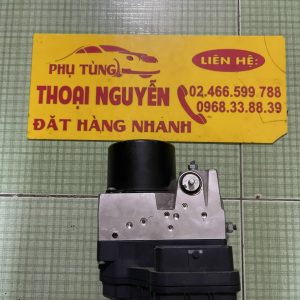 LIÊN HỆ:
PHỤ TÙNG
THOẠI NGUYỄN
02.466.599.788
0968.33.88.39
ĐẶT HÀNG NHANH